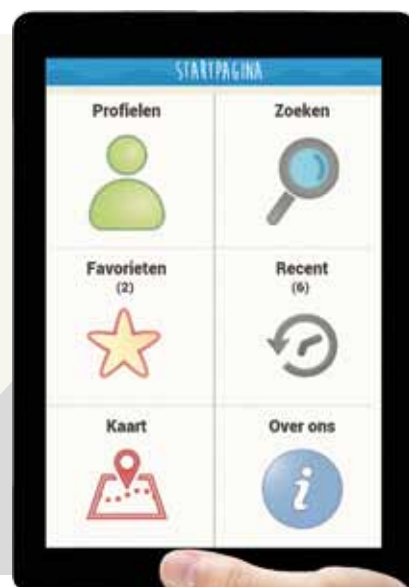 STARTPAGINA
Profielen
Zoeken
Favorieten
(2)
Recent
(6)
Kaart
Over ons
i